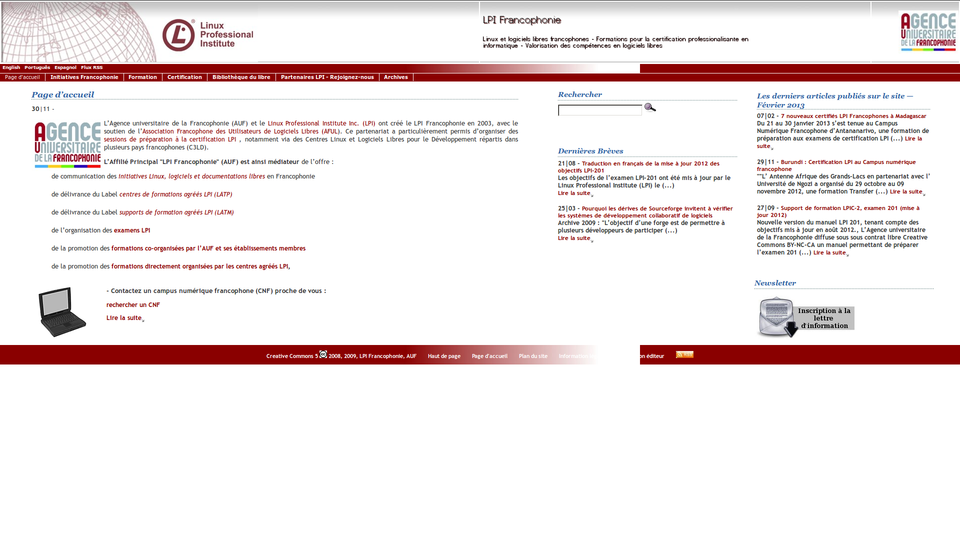 Linux
Professional
Institute
LPI Francophonie
Linux et logiciels libres francophones - Formations pour la certification professionalisante en
informatique - Valorisation des compétences en logiciels libres
AGENCE
UNIVERSITAIRE
DE LA FRANCOPHONIE
English Português Espagnol Flux RSS
Page d'accueil Initiatives Francophonie Formation Certification Bibliothèque du libre Partenaires LPI - Rejoignez-nous Archives
Page d'accueil
30|11 -
AGENCE
UNIVERSITAIRE
DE LA FRANCOPHONIE
L'Agence universitaire de la Francophonie (AUF) et le Linux Professional Institute Inc. (LPI) ont créé le LPI Francophonie en 2003, avec le
soutien de l'Association Francophone des Utilisateurs de Logiciels Libres (AFUL). Ce partenariat a particulièrement permis d'organiser des
sessions de préparation à la certification LPI , notamment via des Centres Linux et Logiciels Libres pour le Développement répartis dans
plusieurs pays francophones (C3LD).
L'Affilié Principal "LPI Francophonie" (AUF) est ainsi médiateur de l'offre :
de communication des Initiatives Linux, logiciels et documentations libres en Francophonie
de délivrance du Label centres de formation agréés LPI (LATP)
de délivrance du Label supports de formation agréés LPI (LATM)
de l'organisation des examens LPI
de la promotion des formations co-organisées par l'AUF et ses établissements membres
de la promotion des formations directement organisées par les centres agréés LPI,
- Contactez un campus numérique francophone (CNF) proche de vous :
rechercher un CNF
Lire la suite
Rechercher
Dernières Brèves
21|08 - Traduction en français de la mise à jour 2012 des
objectifs LPI-201
Les objectifs de l'examen LPI-201 ont été mis à jour par le
Linux Professional Institute (LPI) le (...)
Lire la suite
25|03 - Pourquoi les dérives de Sourceforge invitent à vérifier
les systèmes de développement collaboratif de logiciels
Archive 2009 : "L'objectif d'une forge est de permettre à
plusieurs développeurs de participer (...)
Lire la suite
Les derniers articles publiés sur le site —
Février 2013
07|02 - 7 nouveaux certifiés LPI Francophones à Madagascar
Du 21 au 30 janvier 2013 s'est tenue au Campus
Numérique Francophone d'Antananarivo, une formation de
préparation aux examens de certification LPI (...) Lire la
suite
29|11 - Burundi : Certification LPI au Campus numérique
francophone
""L' Antenne Afrique des Grands-Lacs en partenariat avec l'
Université de Ngozi a organisé du 29 octobre au 09
novembre 2012, une formation Transfer (...) Lire la suite
27|09 - Support de formation LPIC-2, examen 201 (mise à
jour 2012)
Nouvelle version du manuel LPI 201, tenant compte des
objectifs mis à jour en août 2012., L'Agence universitaire
de la Francophonie diffuse sous sous contrat libre Creative
Commons BY-NC-CA un manuel permettant de préparer
l'examen 201 (...) Lire la suite
Newsletter
Inscription à la
lettre
d'information
Creative Commons 2008, 2009, LPI Francophonie, AUF Haut de page Page d'accueil Plan du site éditeur